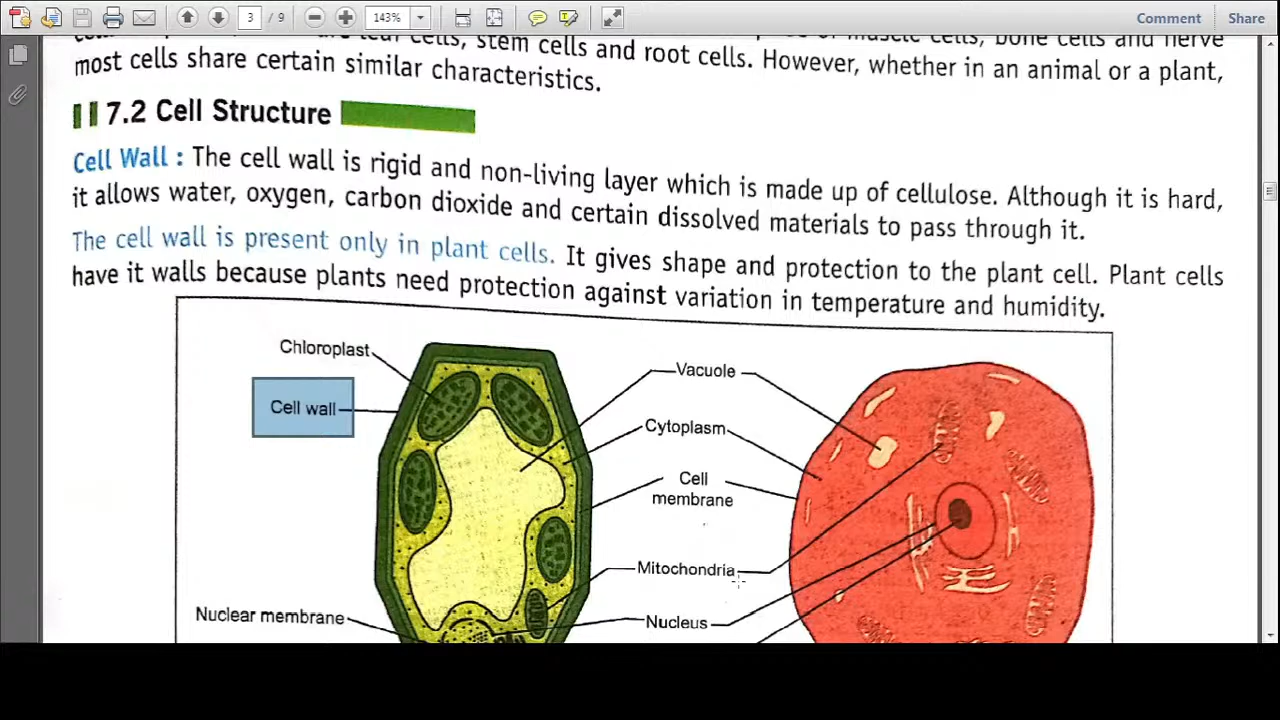 3 / 9
143%
Comment
Share
cells, stem cells and root cells. However, whether in an animal or a plant,
most cells share certain similar characteristics.
7.2 Cell Structure
Cell Wall : The cell wall is rigid and non-living layer which is made up of cellulose. Although it is hard,
it allows water, oxygen, carbon dioxide and certain dissolved materials to pass through it.
The cell wall is present only in plant cells. It gives shape and protection to the plant cell. Plant cells
have it walls because plants need protection against variation in temperature and humidity.
Chloroplast
Cell wall
Vacuole
Cytoplasm
Cell
membrane
Mitochondria
Nuclear membrane
Nucleus